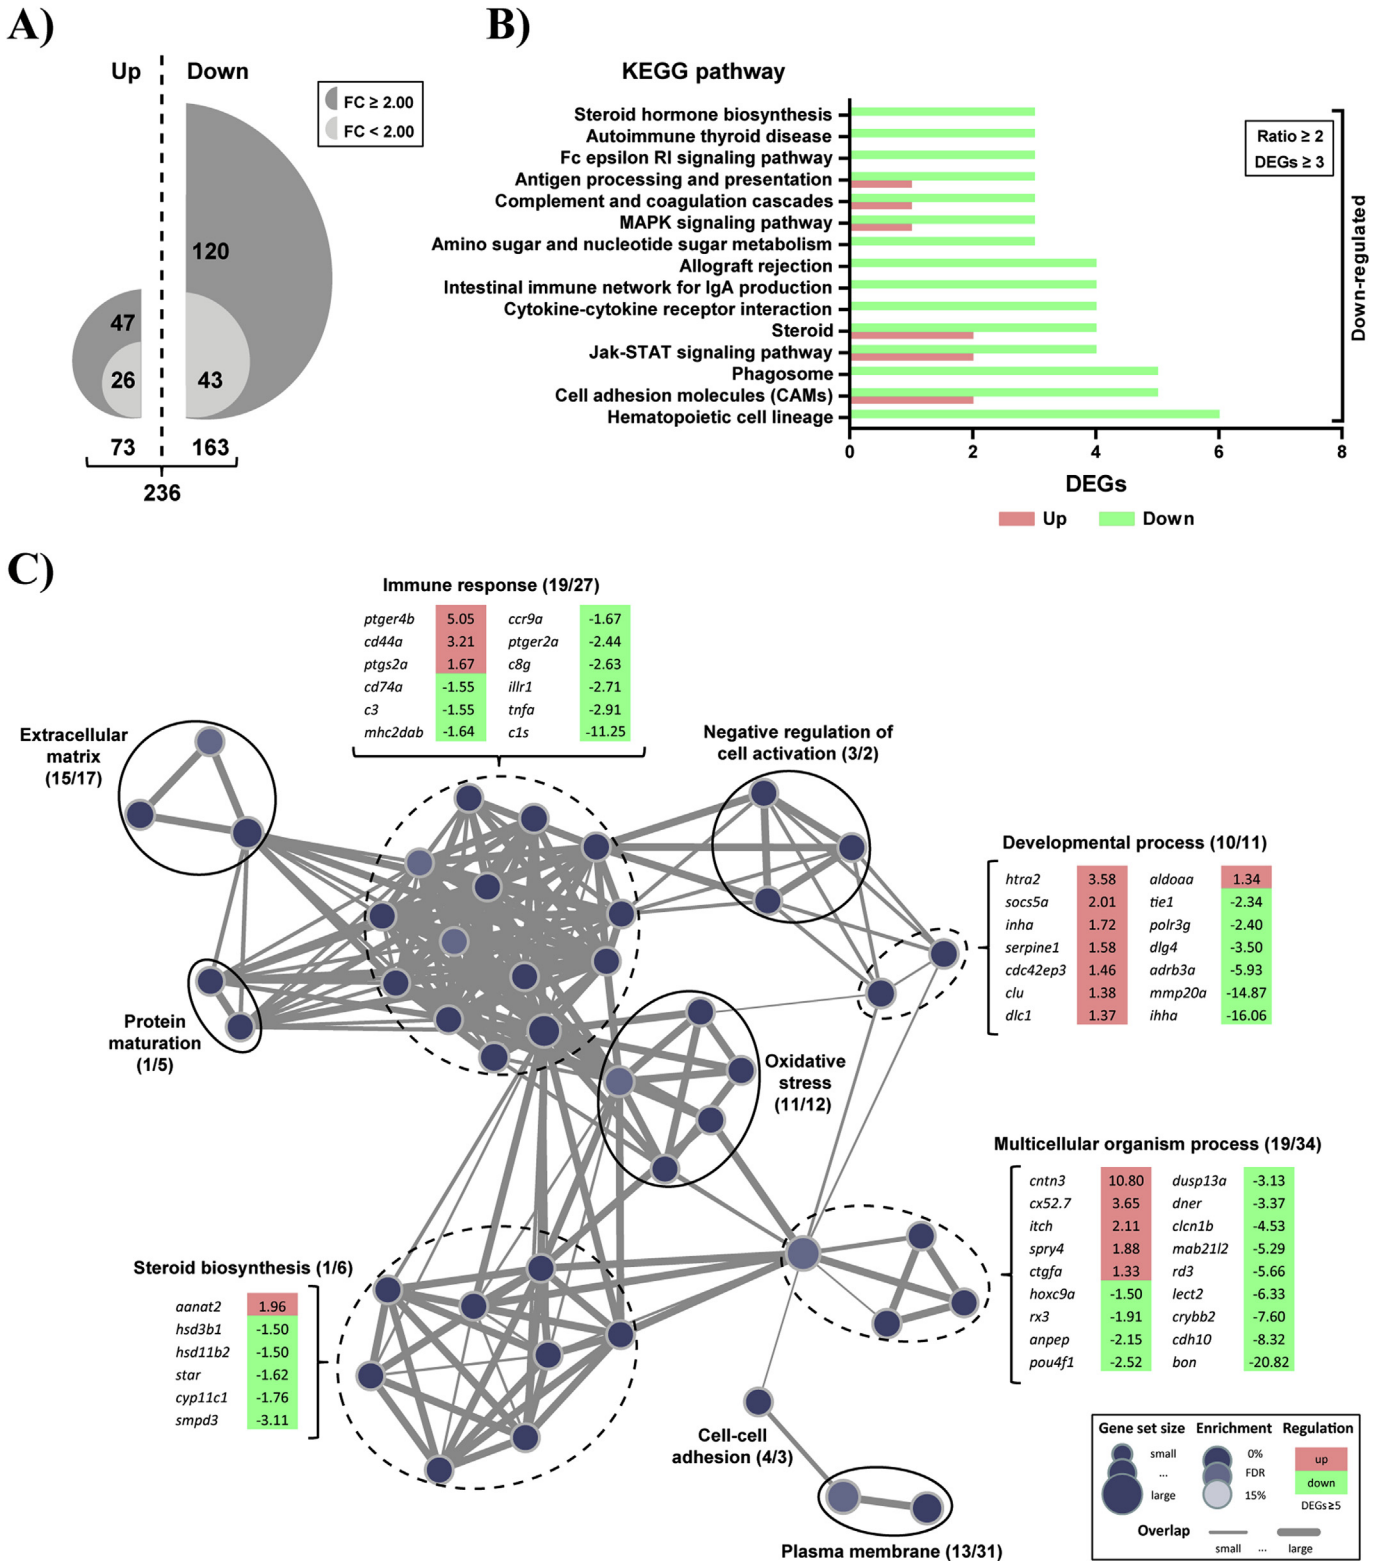 A)
Up
Down
FC ≥ 2.00
FC < 2.00
120
47
26
43
73
163
236
B)
KEGG pathway
Steroid hormone biosynthesis
Autoimmune thyroid disease
Fc epsilon RI signaling pathway
Antigen processing and presentation
Complement and coagulation cascades
MAPK signaling pathway
Amino sugar and nucleotide sugar metabolism
Allograft rejection
Intestinal immune network for IgA production
Cytokine-cytokine receptor interaction
Steroid
Jak-STAT signaling pathway
Phagosome
Cell adhesion molecules (CAMs)
Hematopoietic cell lineage
0 2 4 6 8
DEGs
Up Down
Ratio ≥ 2
DEGs ≥ 3
Down-regulated
C)
Immune response (19/27)
ptger4b 5.05 ccr9a -1.67
cd44a 3.21 ptger2a -2.44
ptgs2a 1.67 c8g -2.63
cd74a -1.55 illr1 -2.71
c3 -1.55 tnfa -2.91
mhc2dab -1.64 c1s -11.25
Extracellular
matrix
(15/17)
Negative regulation of
cell activation (3/2)
Developmental process (10/11)
htra2 3.58 aldoaa 1.34
socs5a 2.01 tie1 -2.34
inha 1.72 polr3g -2.40
serpine1 1.58 dlg4 -3.50
cdc42ep3 1.46 adrb3a -5.93
clu 1.38 mmp20a -14.87
dlc1 1.37 ihha -16.06
Protein
maturation
(1/5)
Oxidative
stress
(11/12)
Multicellular organism process (19/34)
cntn3 10.80 dusp13a -3.13
cx52.7 3.65 dner -3.37
itch 2.11 clcn1b -4.53
spry4 1.88 mab21l2 -5.29
ctgfa 1.33 rd3 -5.66
hoxc9a -1.50 lect2 -6.33
rx3 -1.91 crybb2 -7.60
anpep -2.15 cdh10 -8.32
pou4f1 -2.52 bon -20.82
Steroid biosynthesis (1/6)
aanat2 1.96
hsd3b1 -1.50
hsd11b2 -1.50
star -1.62
cyp11c1 -1.76
smpd3 -3.11
Cell-cell
adhesion (4/3)
Plasma membrane (13/31)
Gene set size Enrichment Regulation
small 0% up
... FDR down
large 15% DEGs≥5
Overlap
small ... large